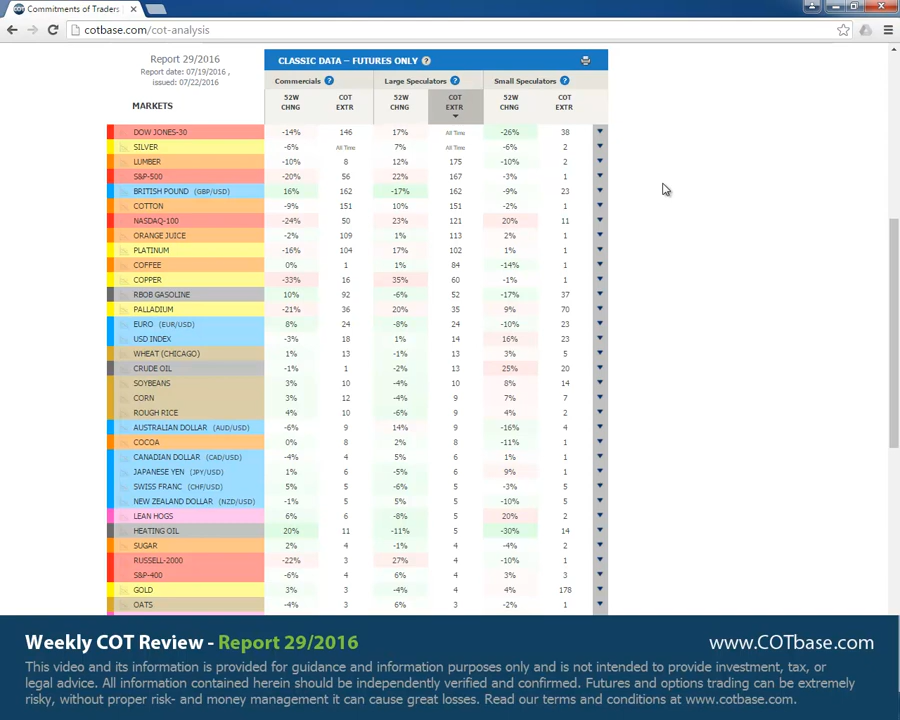 Commitments of Traders
cotbase.com/cot-analysis
Report 29/2016
Report date: 07/19/2016 ,
issued: 07/22/2016
CLASSIC DATA – FUTURES ONLY ?
Commercials ? Large Speculators ? Small Speculators ?
MARKETS 52W CHNG COT EXTR 52W CHNG COT EXTR 52W CHNG COT EXTR
DOW JONES-30 -14% 146 17% All Time -26% 38
SILVER -6% All Time 7% All Time -6% 2
LUMBER -10% 8 12% 175 -10% 2
S&P-500 -20% 56 22% 167 -3% 1
BRITISH POUND (GBP/USD) 16% 162 -17% 162 -9% 23
COTTON -9% 151 10% 151 -2% 1
NASDAQ-100 -24% 50 23% 121 20% 11
ORANGE JUICE -2% 109 1% 113 2% 1
PLATINUM -16% 104 17% 102 1% 1
COFFEE 0% 1 1% 84 -14% 1
COPPER -33% 16 35% 60 -1% 1
RBOB GASOLINE 10% 92 -6% 52 -17% 37
PALLADIUM -21% 36 20% 35 9% 70
EURO (EUR/USD) 8% 24 -8% 24 -10% 23
USD INDEX -3% 18 1% 14 16% 23
WHEAT (CHICAGO) 1% 13 -1% 13 3% 5
CRUDE OIL -1% 1 -2% 13 25% 20
SOYBEANS 3% 10 -4% 10 8% 14
CORN 3% 10 -4% 9 7% 7
ROUGH RICE 4% 10 -6% 9 4% 2
AUSTRALIAN DOLLAR (AUD/USD) -6% 9 14% 9 -16% 4
COCOA 0% 8 2% 8 -11% 1
CANADIAN DOLLAR (CAD/USD) -4% 4 5% 6 1% 1
JAPANESE YEN (JPY/USD) 1% 6 -5% 6 9% 1
SWISS FRANC (CHF/USD) 5% 5 -6% 5 -3% 5
NEW ZEALAND DOLLAR (NZD/USD) -1% 5 5% 5 -10% 5
LEAN HOGS 6% 6 -8% 5 20% 2
HEATING OIL 20% 11 -11% 5 -30% 14
SUGAR 2% 4 -1% 4 -4% 2
RUSSELL-2000 -22% 3 27% 4 -10% 1
S&P-400 -6% 4 6% 4 3% 3
GOLD 3% 3 -4% 4 4% 178
OATS -4% 3 6% 3 -2% 1
Weekly COT Review - Report 29/2016 www.COTbase.com
This video and its information is provided for guidance and information purposes only and is not intended to provide investment, tax, or
legal advice. All information contained herein should be independently verified and confirmed. Futures and options trading can be extremely
risky, without proper risk- and money management it can cause great losses. Read our terms and conditions at www.cotbase.com.